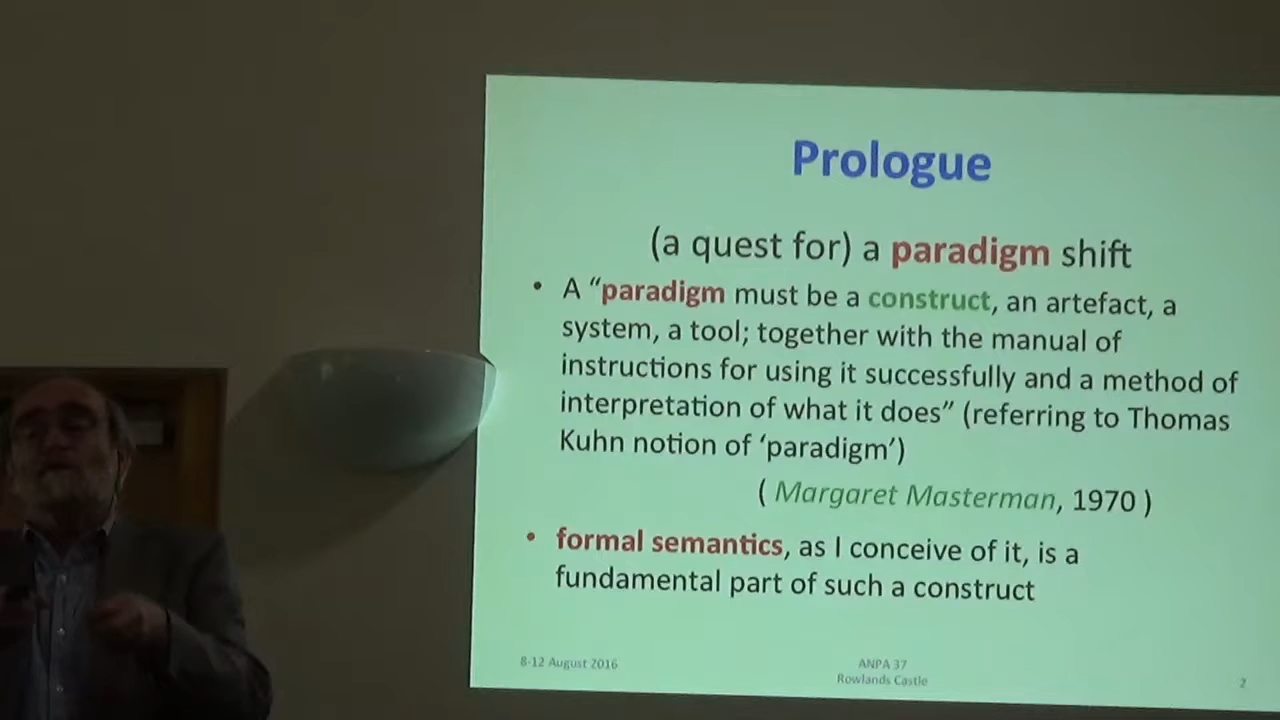 Prologue
(a quest for) a paradigm shift
• A “paradigm must be a construct, an artefact, a
system, a tool; together with the manual of
instructions for using it successfully and a method of
interpretation of what it does” (referring to Thomas
Kuhn notion of ‘paradigm’)
( Margaret Masterman, 1970 )
• formal semantics, as I conceive of it, is a
fundamental part of such a construct
8-12 August 2016
ANPA 37
Rowlands Castle
2